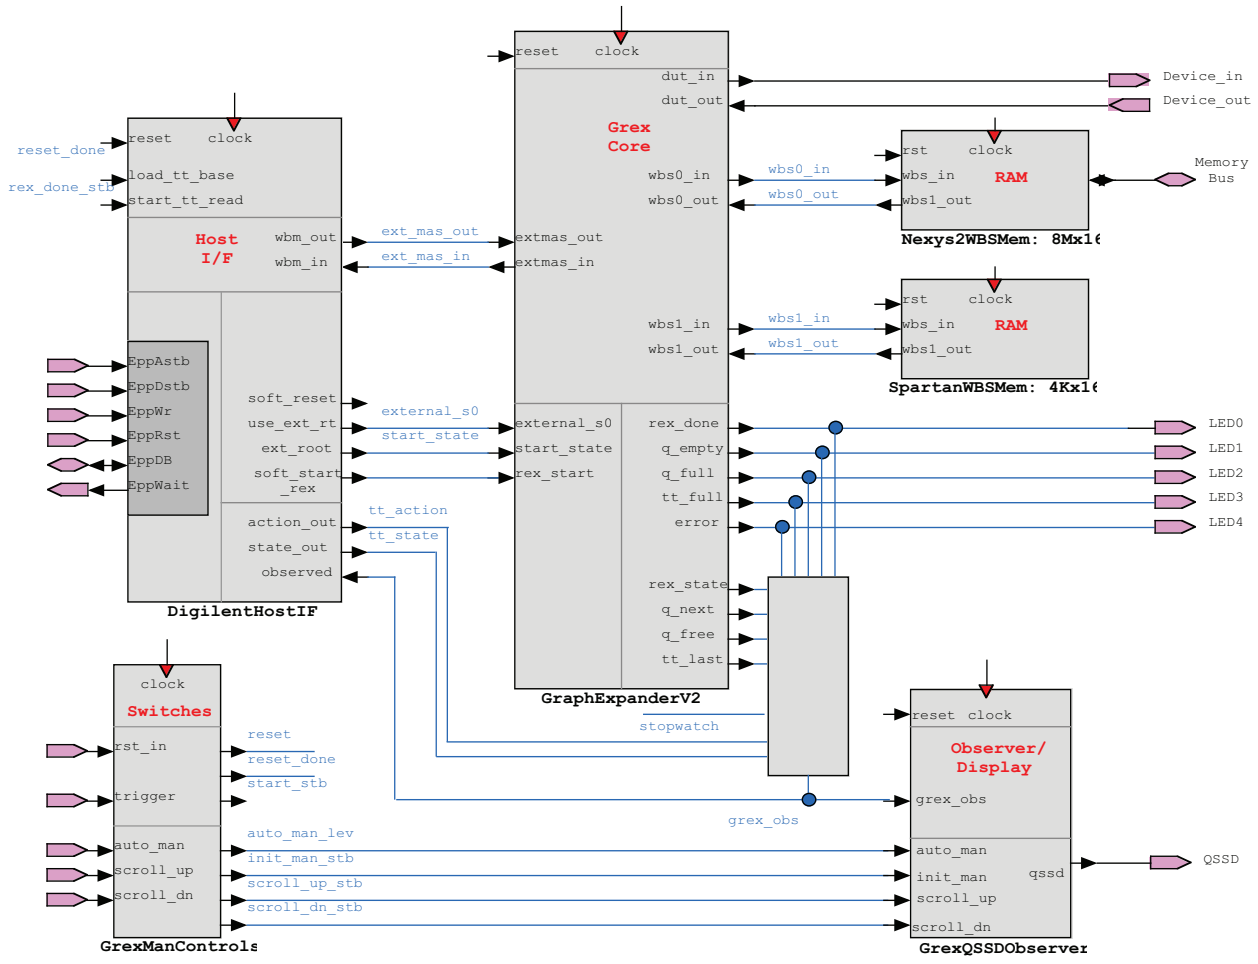 reset clock
dut_in
dut_out
Grex
Core
wbs0_in
wbs0_out
extmas_out
extmas_in
wbs1_in
wbs1_out
external_s0
start_state
rex_start
rex_done
q_empty
q_full
tt_full
error
rex_state
q_next
q_free
tt_last
GraphExpanderV2
Device_in
Device_out
reset_done
rex_done_stb
reset clock
load_tt_base
start_tt_read
Host
I/F
wbm_out
wbm_in
ext_mas_out
ext_mas_in
EppAstb
EppDstb
EppWr
EppRst
EppDB
EppWait
soft_reset
use_ext_rt
ext_root
soft_start
_rex
action_out
state_out
observed
DigilentHostIF
external_s0
start_state
tt_action
tt_state
wbs0_in
wbs0_out
rst clock
wbs_in RAM
wbs1_out
Nexys2WBSMem: 8Mx16
Memory
Bus
wbs1_in
wbs1_out
rst clock
wbs_in RAM
wbs1_out
SpartanWBSMem: 4Kx16
LED0
LED1
LED2
LED3
LED4
stopwatch
grex_obs
clock
Switches
rst_in
trigger
auto_man
scroll_up
scroll_dn
GrexManControls
reset
reset_done
start_stb
auto_man_lev
init_man_stb
scroll_up_stb
scroll_dn_stb
reset clock
Observer/
Display
grex_obs
auto_man
init_man
scroll_up
scroll_dn
qssd
GrexQSSDObserver
QSSD